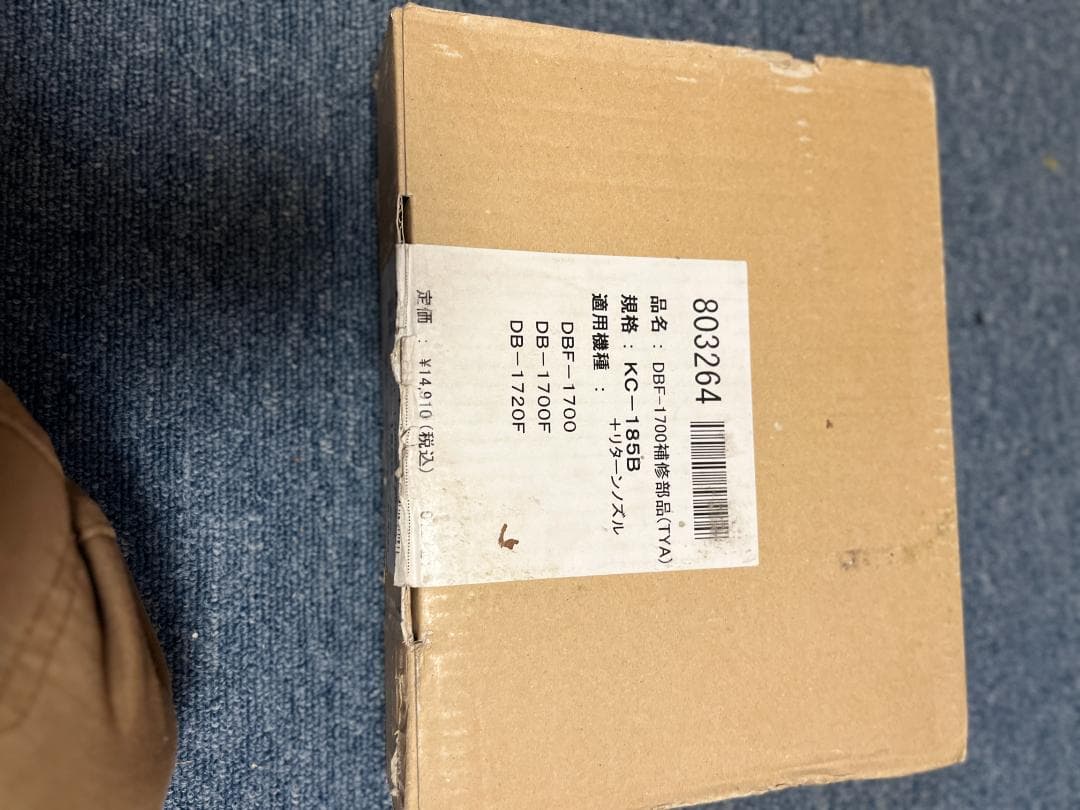 803264
品名： DBF-1700補修部品(TYA)
規格： KC-185B
+リターンノズル
適用機種 ：
DBF-1700
DB-1700F
DB-1720F
定価 : ¥14,910(税込)